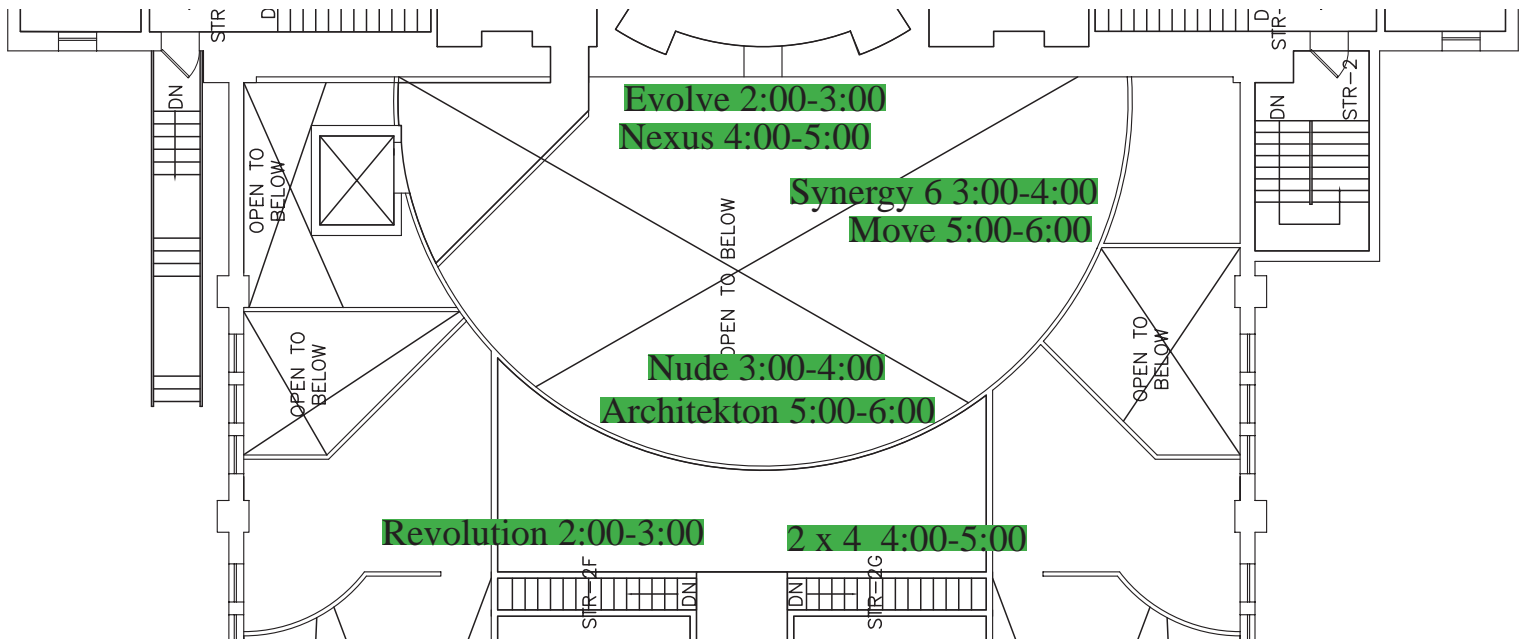 STR-
D
D
STR-
DN
DN
STR-2
Evolve 2:00-3:00
Nexus 4:00-5:00
OPEN TO
BELOW
Synergy 6 3:00-4:00
Move 5:00-6:00
OPEN TO BELOW
OPEN TO
BELOW
OPEN TO
BELOW
Nude 3:00-4:00
Architekton 5:00-6:00
Revolution 2:00-3:00
2 x 4 4:00-5:00
STR-2F
DN
DN
STR-2G